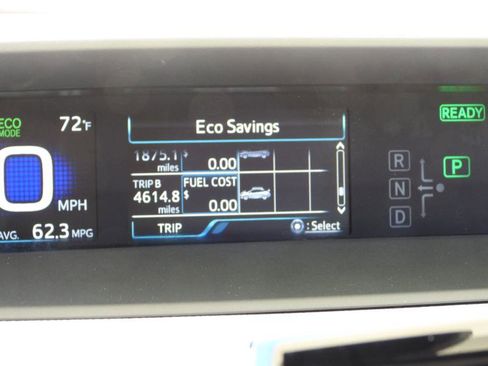 ECO
MODE
72°F
READY
Eco Savings
1875.1 $ 0.00
miles
TRIP B FUEL COST
4614.8 $
miles 0.00
TRIP
: Select
0 MPH
AVG. 62.3 MPG
R
N
D
P